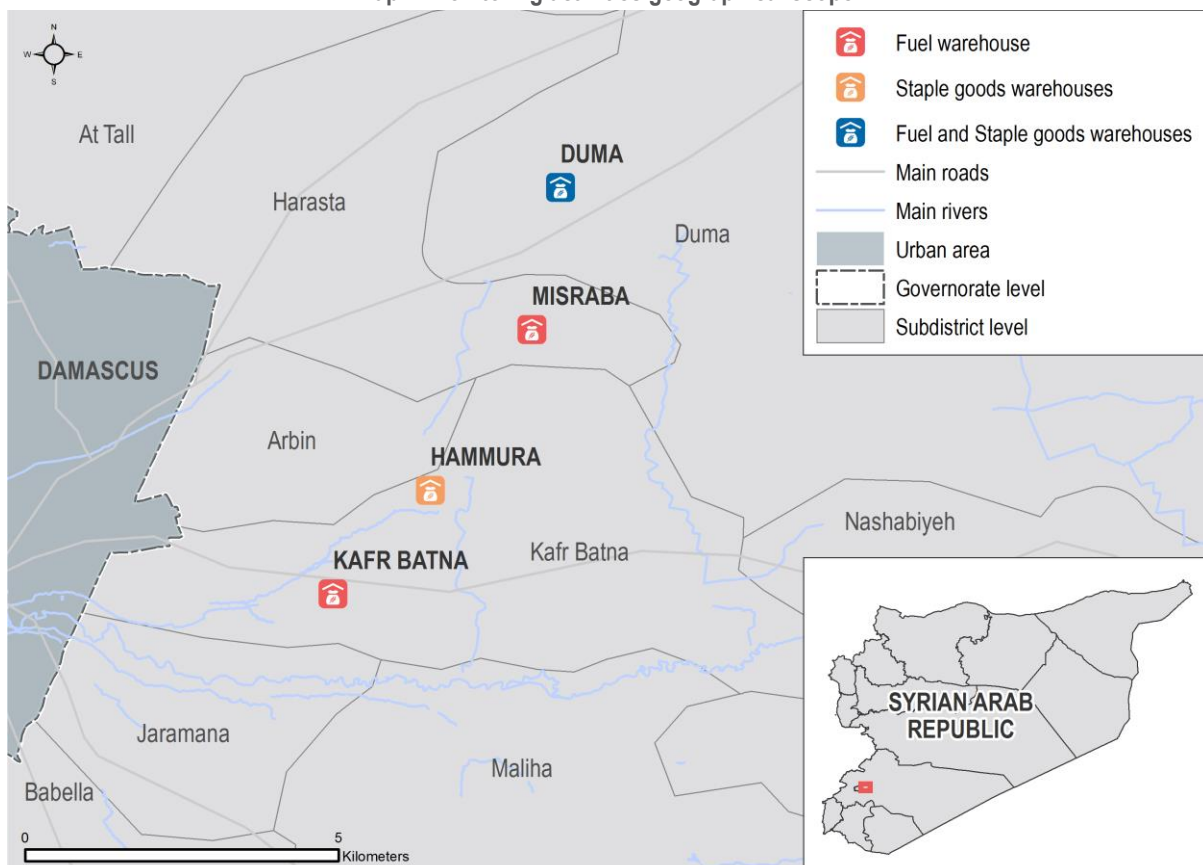 N
W E
S
Fuel warehouse
Staple goods warehouses
Fuel and Staple goods warehouses
Main roads
Main rivers
Urban area
Governorate level
Subdistrict level
At Tall
DUMA
Harasta
Duma
MISRABA
DAMASCUS
Arbin
HAMMURA
Nashabiyeh
KAFR BATNA
Kafr Batna
SYRIAN ARAB
REPUBLIC
Jaramana
Maliha
Babella
0 5
Kilometers